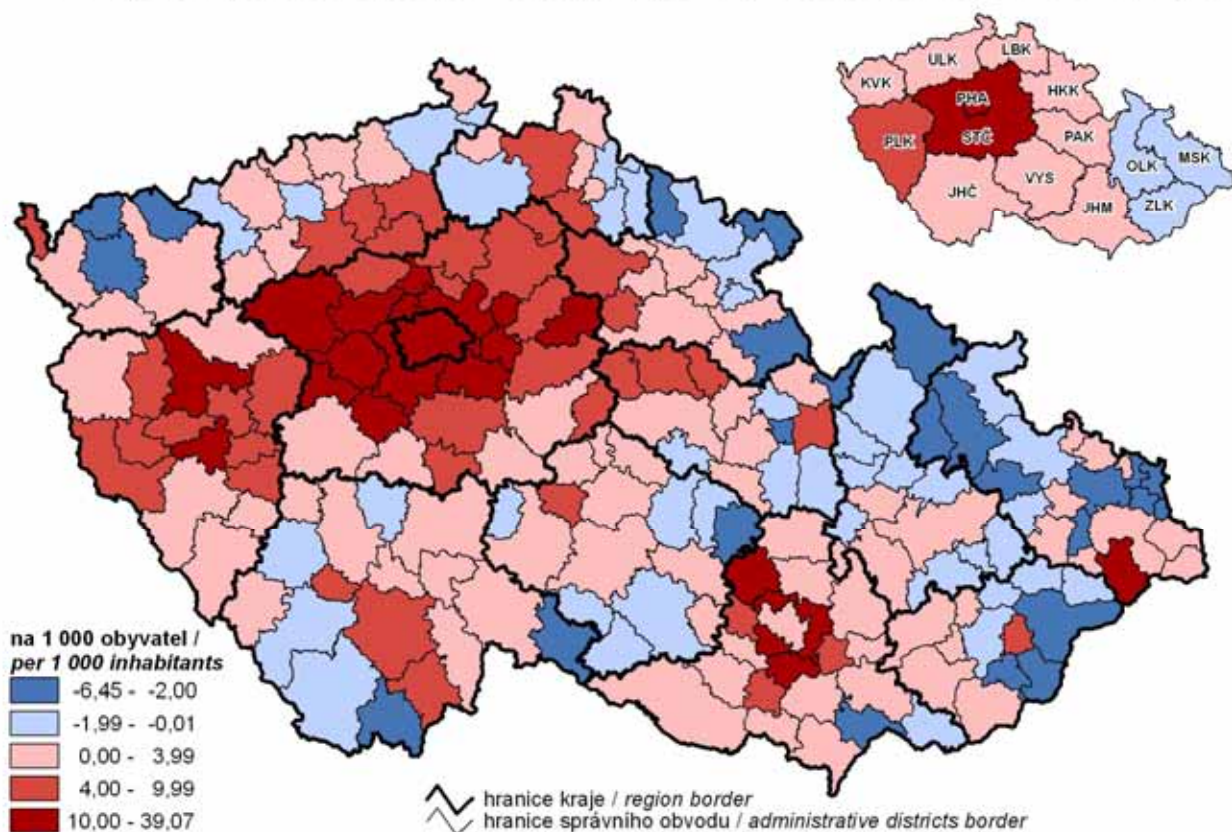 LBK
ULK
KVK
HKK
PHA
PLK
STČ
PAK
MSK
OLK
VYS
JHČ
ZLK
JHM
na 1 000 obyvatel /
per 1 000 inhabitants
-6,45 - -2,00
-1,99 - -0,01
0,00 - 3,99
4,00 - 9,99
10,00 - 39,07
hranice kraje / region border
hranice správního obvodu / administrative districts border